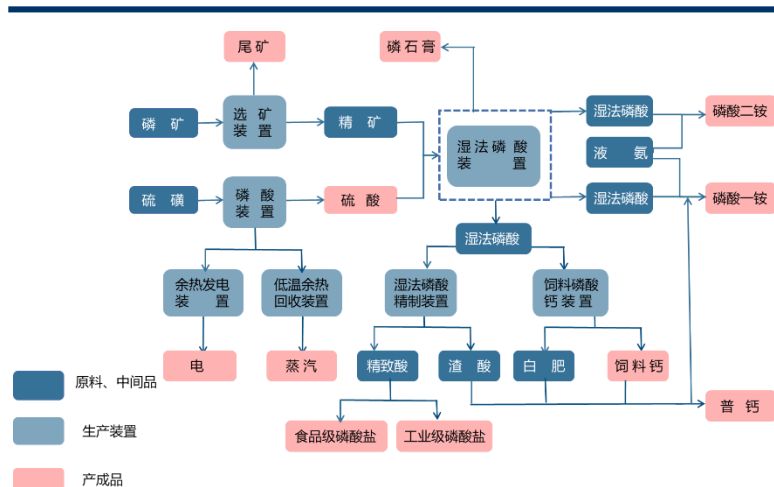 尾矿
磷石膏
磷 矿
选 矿
装 置
精 矿
湿法磷酸
装 置
湿法磷酸
磷酸二铵
液 氨
硫 磺
磷 酸
装 置
硫 酸
湿法磷酸
磷酸一铵
湿法磷酸
余热发电
装 置
低温余热
回收装置
湿法磷酸
精制装置
饲料磷酸
钙装置
电
蒸汽
精致酸
渣 酸
白 肥
饲料钙
原料、中间品
普 钙
生产装置
食品级磷酸盐
工业级磷酸盐
产成品